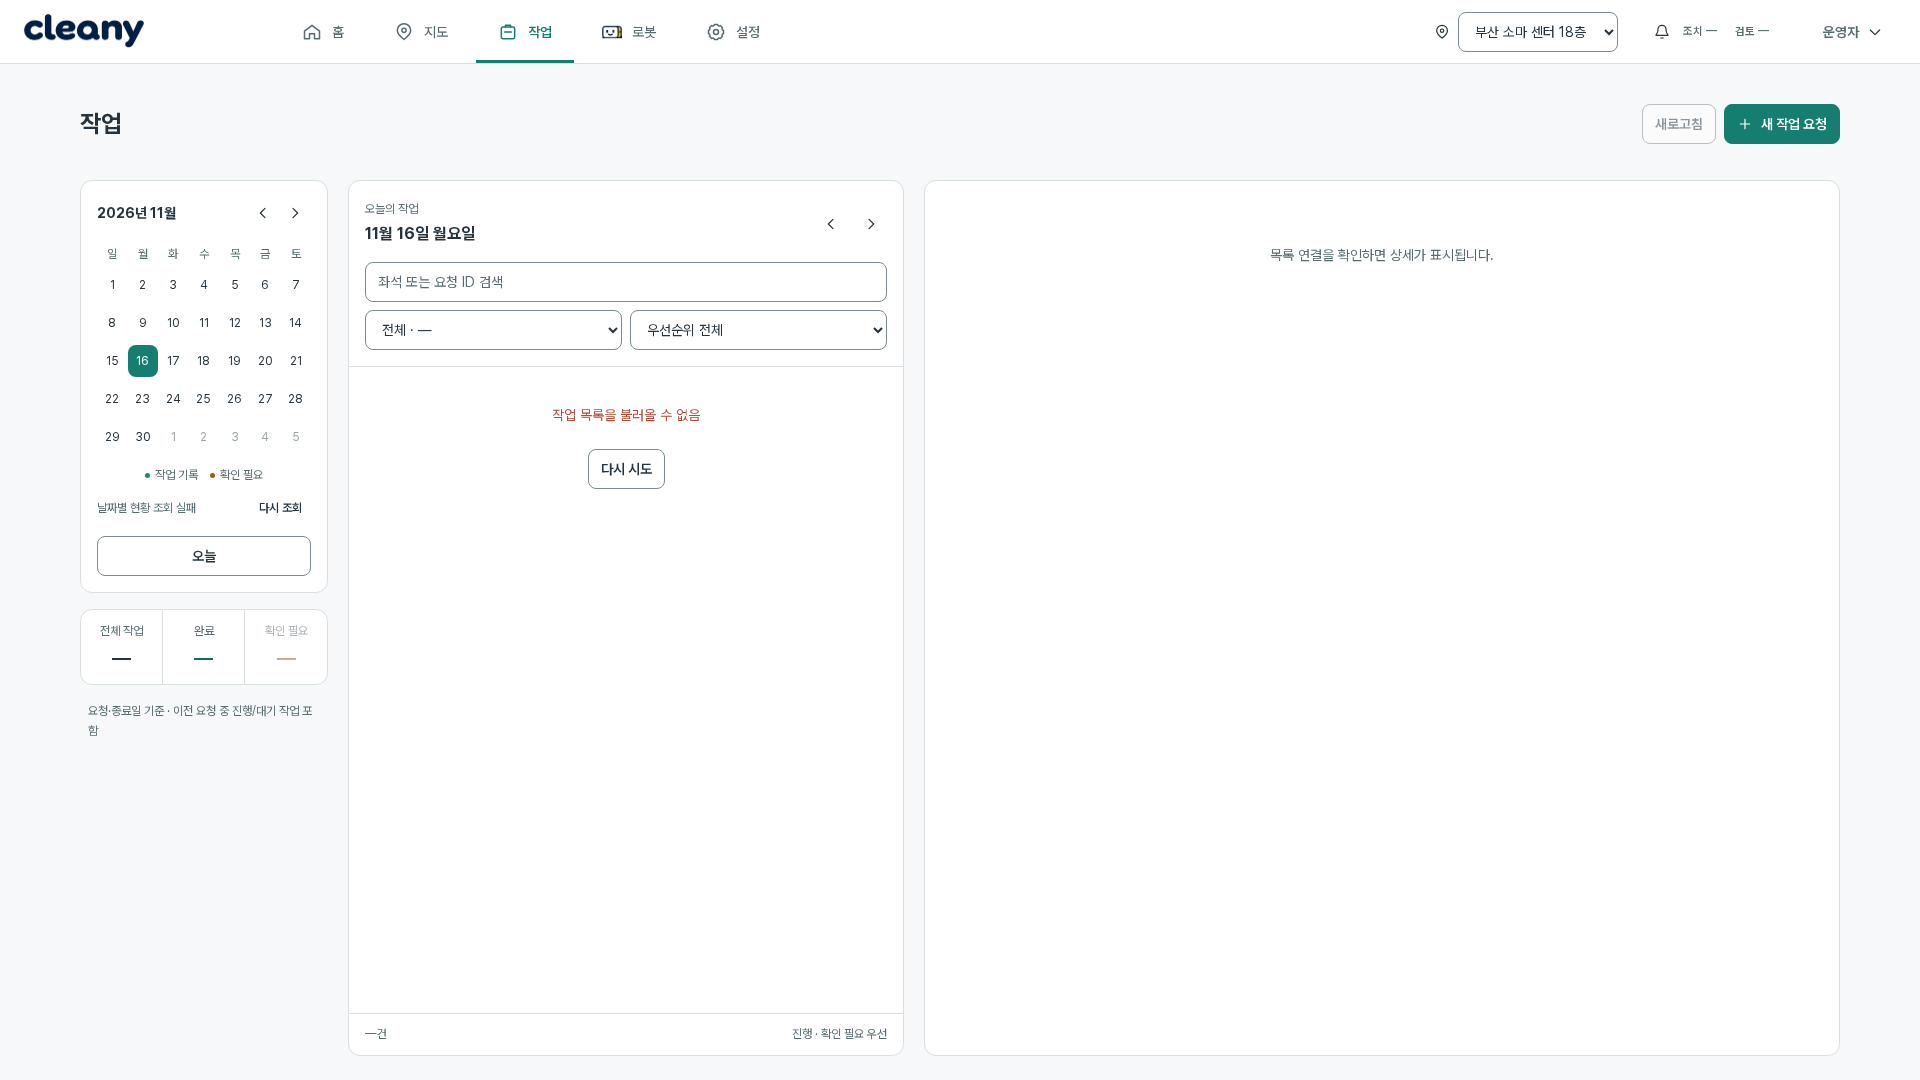 cleany
홈
지도
작업
로봇
설정
부산 소마 센터 18층
조치 —
검토 —
운영자
작업
새로고침
새 작업 요청
2026년 11월
일 월 화 수 목 금 토
1 2 3 4 5 6 7
8 9 10 11 12 13 14
15 16 17 18 19 20 21
22 23 24 25 26 27 28
29 30 1 2 3 4 5
작업 기록 확인 필요
날짜별 현황 조회 실패 다시 조회
오늘
전체 작업 완료 확인 필요
— — —
요청·종료일 기준 · 이전 요청 중 진행/대기 작업 포
함
오늘의 작업
11월 16일 월요일
좌석 또는 요청 ID 검색
전체 · —
우선순위 전체
작업 목록을 불러올 수 없음
다시 시도
—건
진행 · 확인 필요 우선
목록 연결을 확인하면 상세가 표시됩니다.